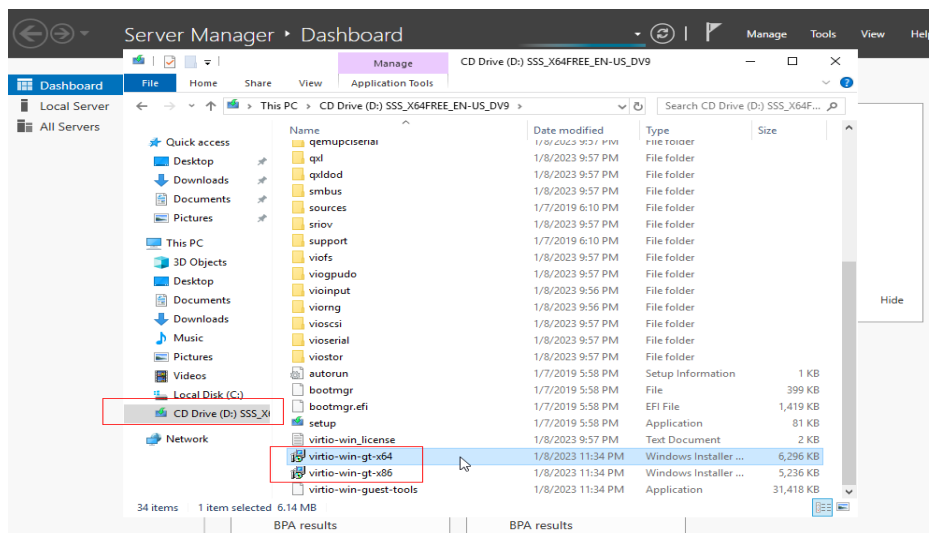 Server Manager ‣ Dashboard
Manage Tools View Help
Manage CD Drive (D:) SSS_X64FREE_EN-US_DV9
File Home Share View Application Tools
This PC > CD Drive (D:) SSS_X64FREE_EN-US_DV9 >
Search CD Drive (D:) SSS_X64F...
Dashboard
Local Server
All Servers
Quick access
Desktop
Downloads
Documents
Pictures
This PC
3D Objects
Desktop
Documents
Downloads
Music
Pictures
Videos
Local Disk (C:)
CD Drive (D:) SSS_X
Network
Name Date modified Type Size
qemupciserial 1/8/2023 9:57 PM File folder
qxl 1/8/2023 9:57 PM File folder
qxldod 1/8/2023 9:57 PM File folder
smbus 1/8/2023 9:57 PM File folder
sources 1/7/2019 6:10 PM File folder
sriov 1/8/2023 9:57 PM File folder
support 1/7/2019 6:10 PM File folder
viofs 1/8/2023 9:57 PM File folder
viogpudo 1/8/2023 9:57 PM File folder
vioinput 1/8/2023 9:56 PM File folder
viorng 1/8/2023 9:56 PM File folder
vioscsi 1/8/2023 9:57 PM File folder
vioserial 1/8/2023 9:57 PM File folder
viostor 1/8/2023 9:57 PM File folder
autorun 1/7/2019 5:58 PM Setup Information 1 KB
bootmgr 1/7/2019 5:58 PM File 399 KB
bootmgr.efi 1/7/2019 5:58 PM EFI File 1,419 KB
setup 1/7/2019 5:58 PM Application 81 KB
virtio-win_license 1/8/2023 9:57 PM Text Document 2 KB
virtio-win-gt-x64 1/8/2023 11:34 PM Windows Installer ... 6,296 KB
virtio-win-gt-x86 1/8/2023 11:34 PM Windows Installer ... 5,236 KB
virtio-win-guest-tools 1/8/2023 11:34 PM Application 31,418 KB
34 items 1 item selected 6.14 MB
Hide
BPA results BPA results